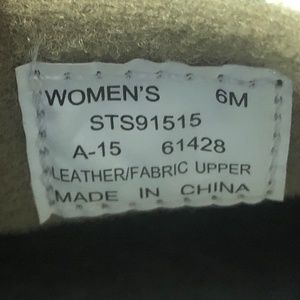 WOMEN'S 6M
STS91515
A-15 61428
LEATHER/FABRIC UPPER
MADE IN CHINA